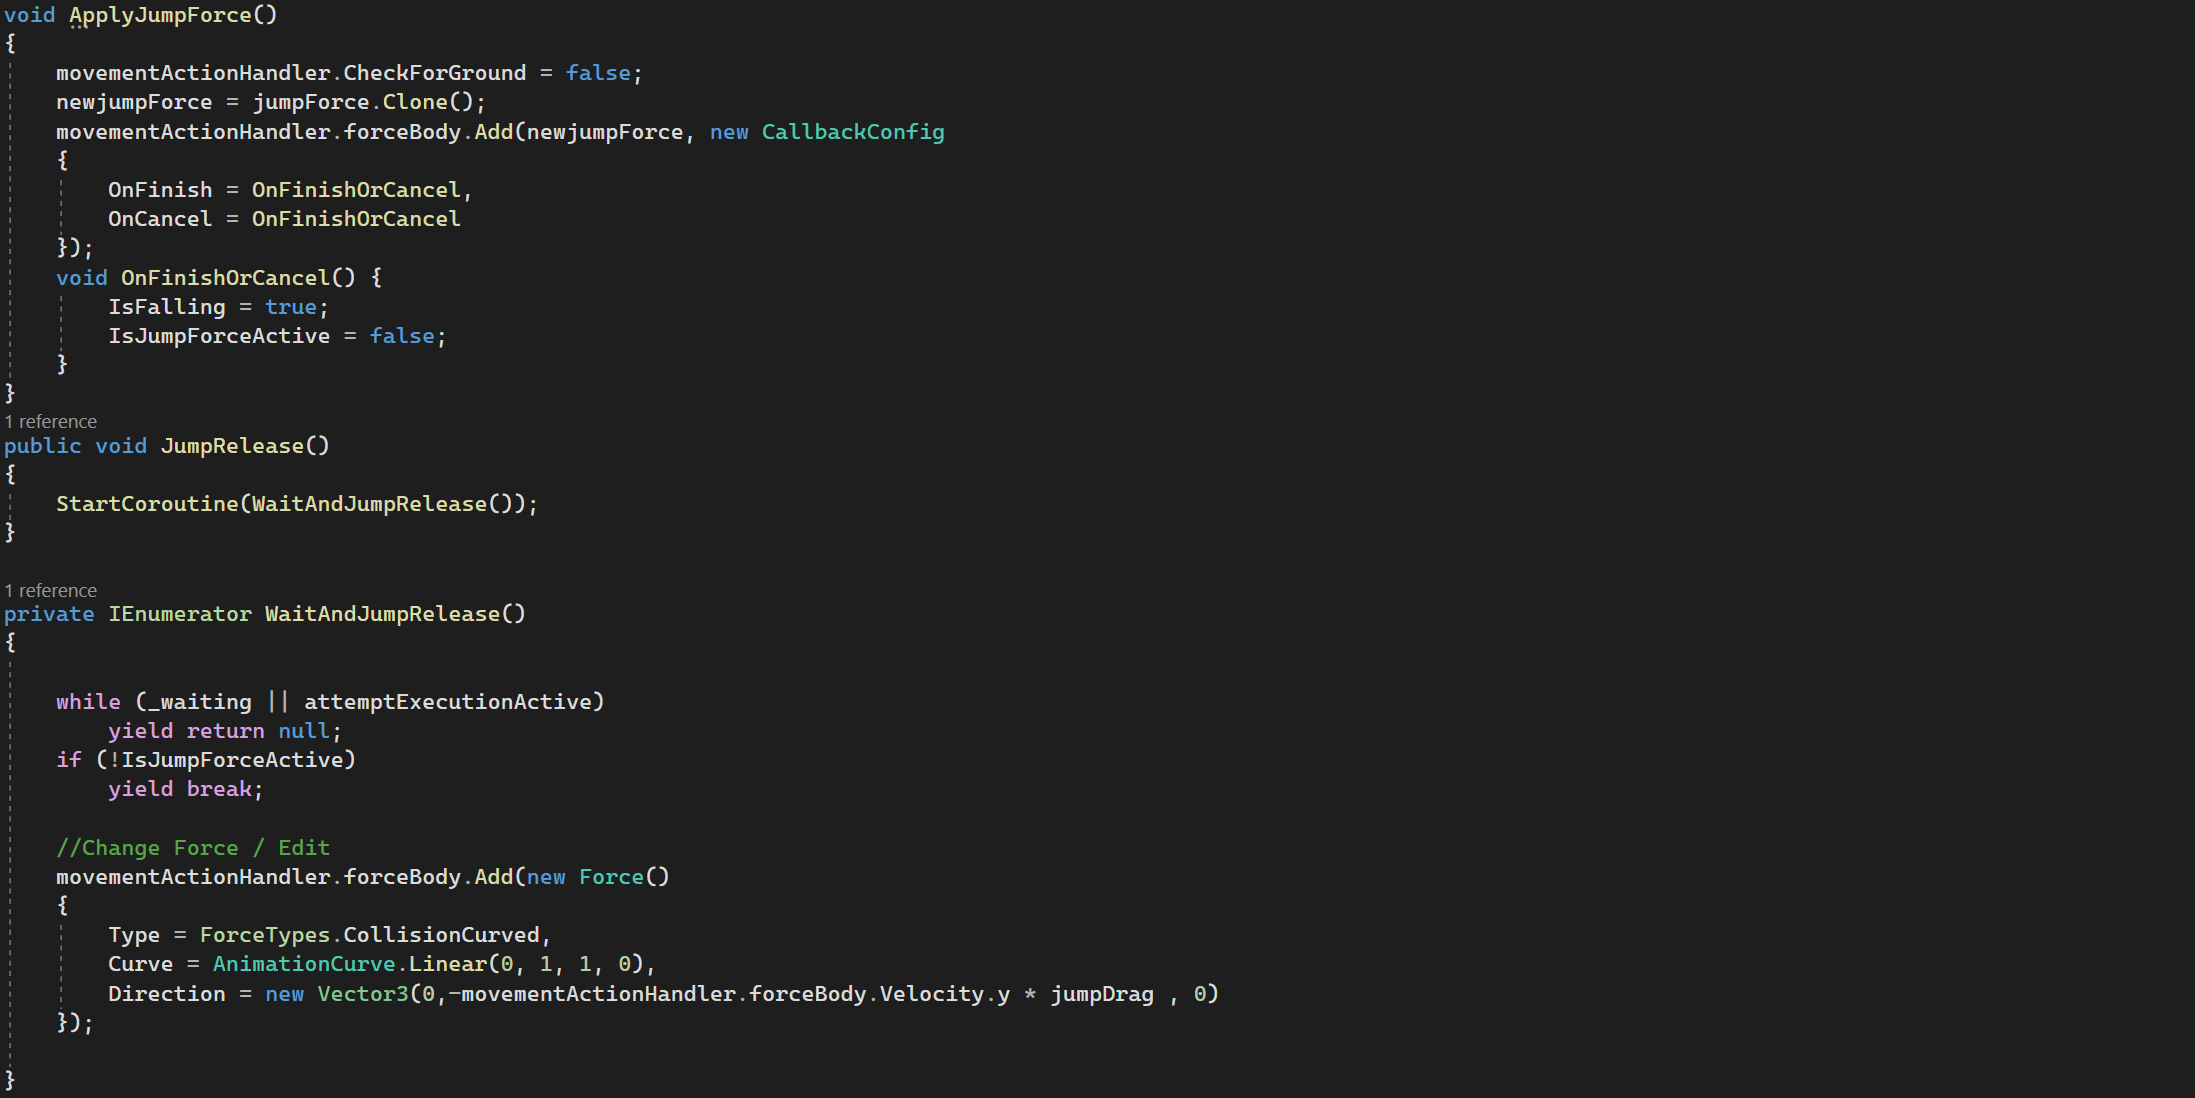 void ApplyJumpForce()
{
    movementActionHandler.CheckForGround = false;
    newjumpForce = jumpForce.Clone();
    movementActionHandler.forceBody.Add(newjumpForce, new CallbackConfig
    {
        OnFinish = OnFinishOrCancel,
        OnCancel = OnFinishOrCancel
    });
    void OnFinishOrCancel() {
        IsFalling = true;
        IsJumpForceActive = false;
    }
}
1 reference
public void JumpRelease()
{
    StartCoroutine(WaitAndJumpRelease());
}
1 reference
private IEnumerator WaitAndJumpRelease()
{
    while (_waiting || attemptExecutionActive)
        yield return null;
    if (!IsJumpForceActive)
        yield break;
    //Change Force / Edit
    movementActionHandler.forceBody.Add(new Force()
    {
        Type = ForceTypes.CollisionCurved,
        Curve = AnimationCurve.Linear(0, 1, 1, 0),
        Direction = new Vector3(0,-movementActionHandler.forceBody.Velocity.y * jumpDrag , 0)
    });
}